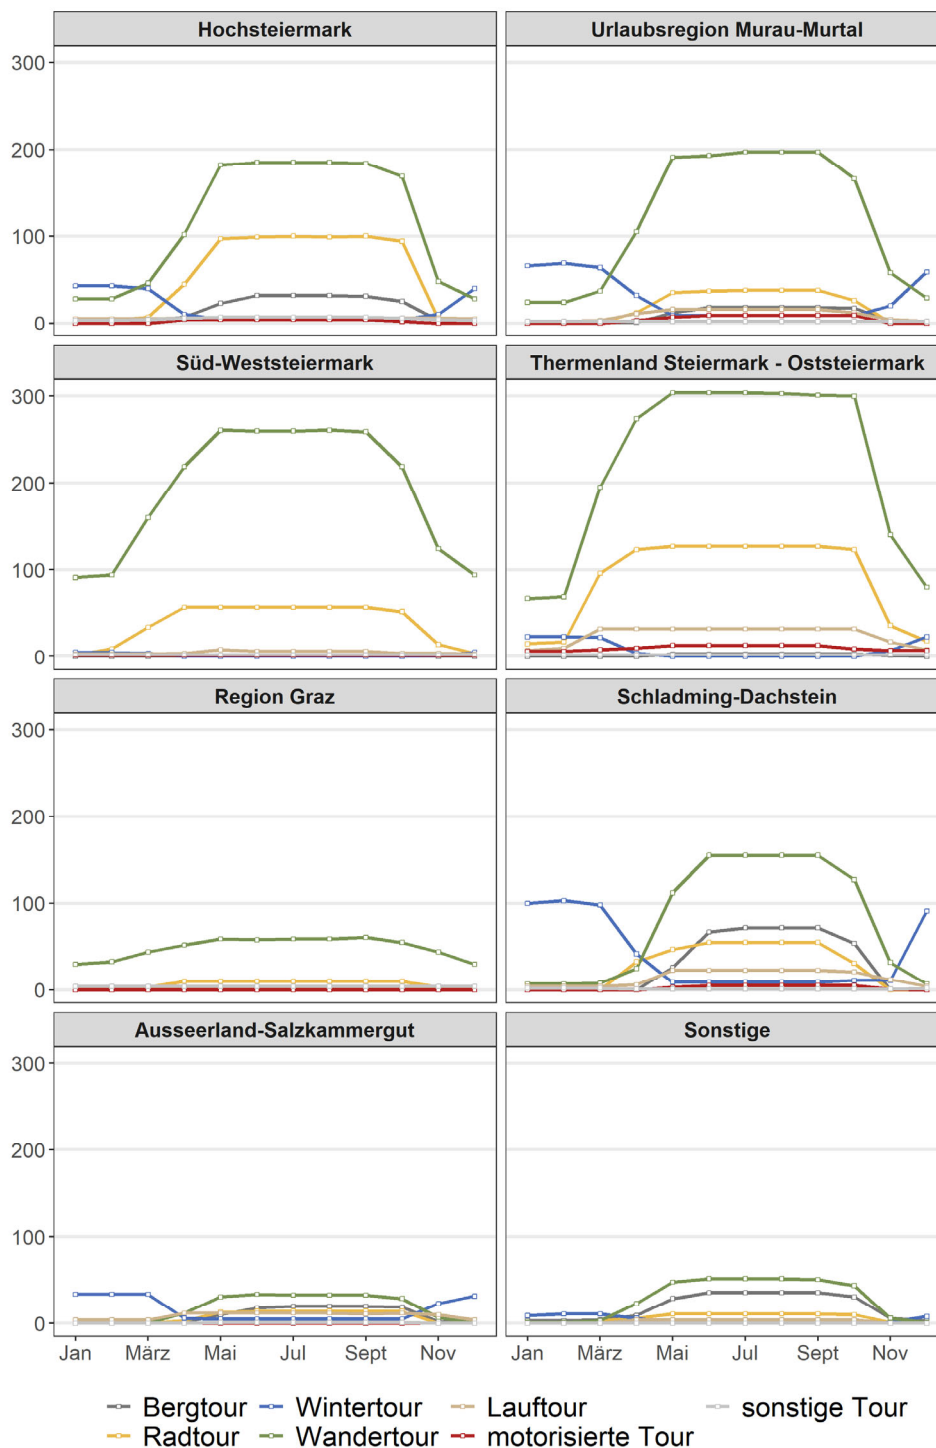 Hochsteiermark
Urlaubsregion Murau-Murtal
300
200
100
0
Süd-Weststeiermark
Thermenland Steiermark - Oststeiermark
300
200
100
0
Region Graz
Schladming-Dachstein
300
200
100
0
Ausseerland-Salzkammergut
Sonstige
300
200
100
0
Jan März Mai Jul Sept Nov
Jan März Mai Jul Sept Nov
Bergtour Wintertour Lauftour sonstige Tour
Radtour Wandertour motorisierte Tour